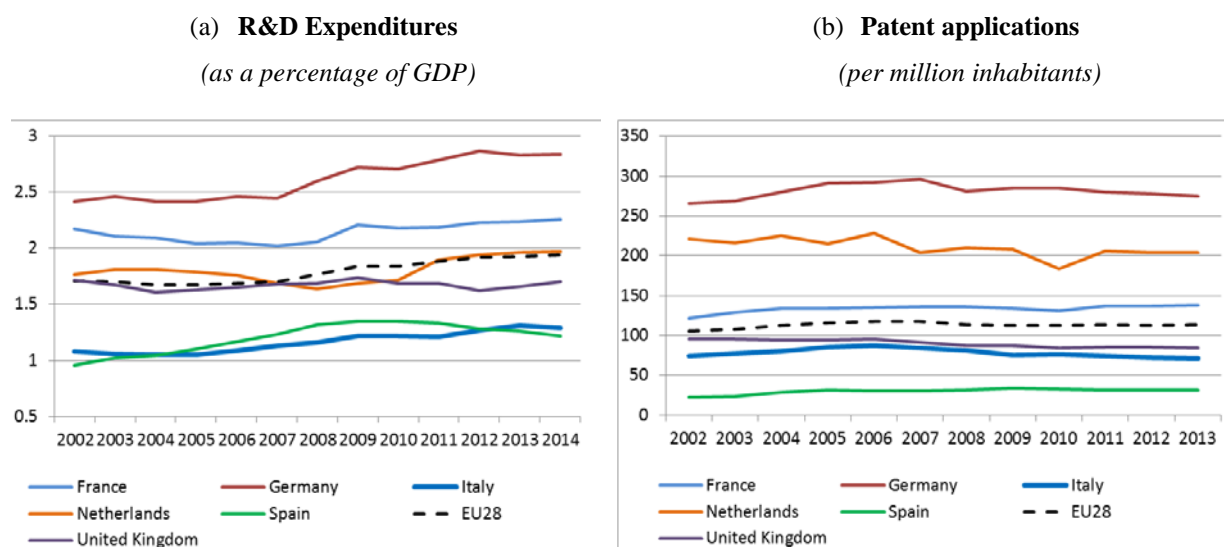 (a) R&D Expenditures
(as a percentage of GDP)
3
2.5
2
1.5
1
0.5
2002 2003 2004 2005 2006 2007 2008 2009 2010 2011 2012 2013 2014
France Germany Italy
Netherlands Spain EU28
United Kingdom
(b) Patent applications
(per million inhabitants)
350
300
250
200
150
100
50
0
2002 2003 2004 2005 2006 2007 2008 2009 2010 2011 2012 2013
France Germany Italy
Netherlands Spain EU28
United Kingdom